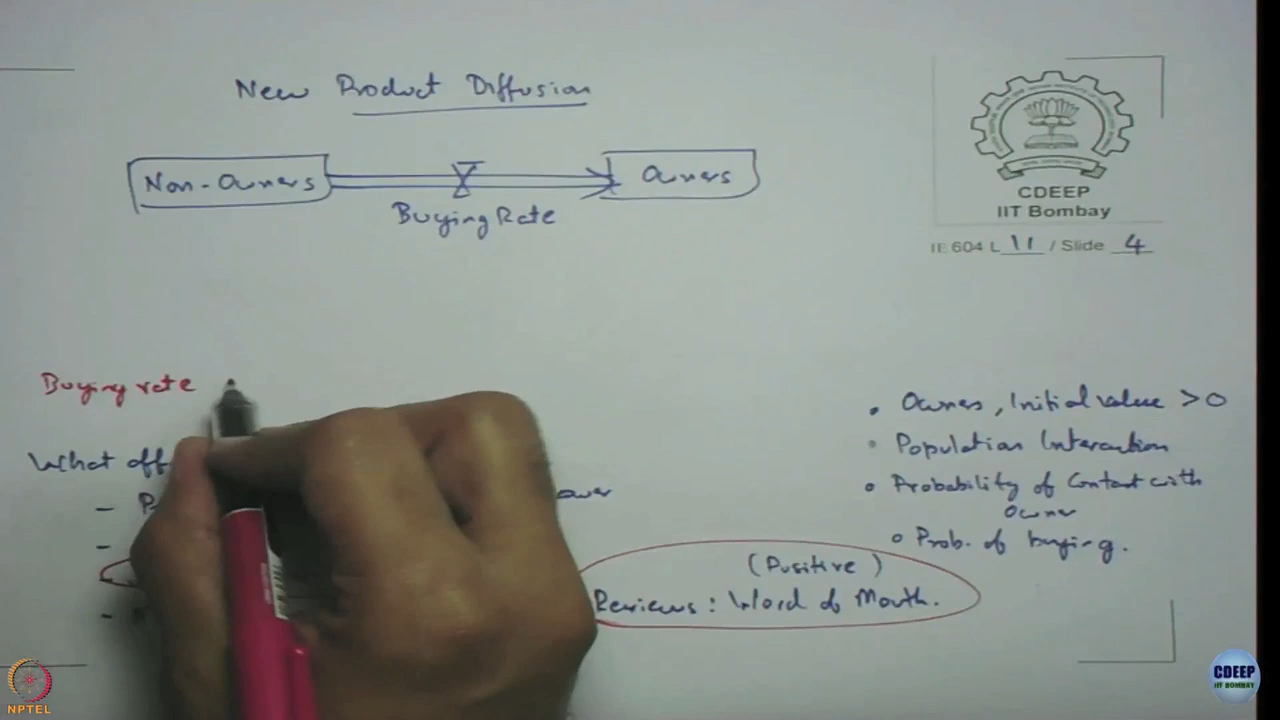 New Product Diffusion
Non-Owners
Owners
Buying Rate
CDEEP
IIT Bombay
IE 604 L 11 / Slide 4
Buying rate
• Owner, Initial value > 0
What
• Population Interaction
• Probability of Contact with
Owner
• Prob. of buying.
(Positive)
Reviews: Word of Mouth.
NPTEL
CDEEP
IIT BOMBAY